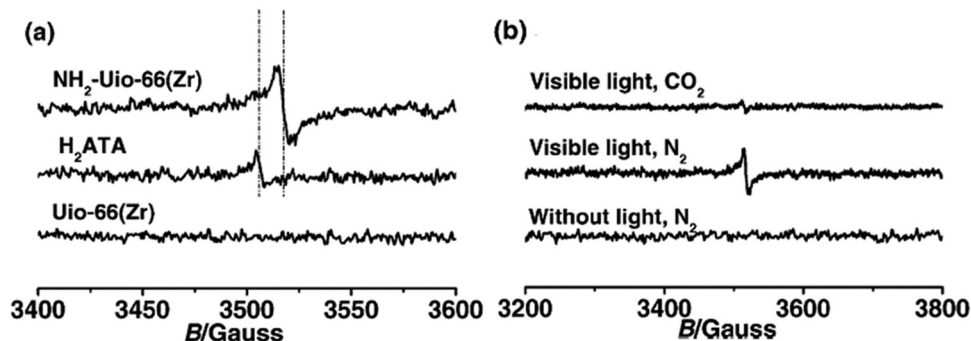 (a)
NH2-Uio-66(Zr)
H2ATA
Uio-66(Zr)
3400 3450 3500 3550 3600
B/Gauss
(b)
Visible light, CO2
Visible light, N2
Without light, N2
3200 3400 3600 3800
B/Gauss